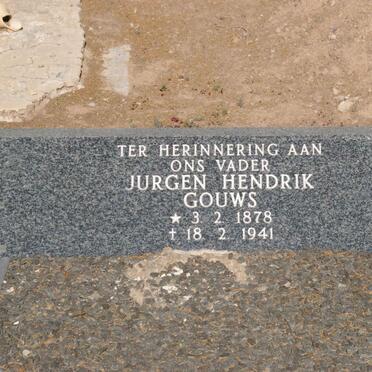 TER HERINNERING AAN
ONS VADER
JURGEN HENDRIK
GOUWS
★ 3. 2. 1878
† 18. 2. 1941